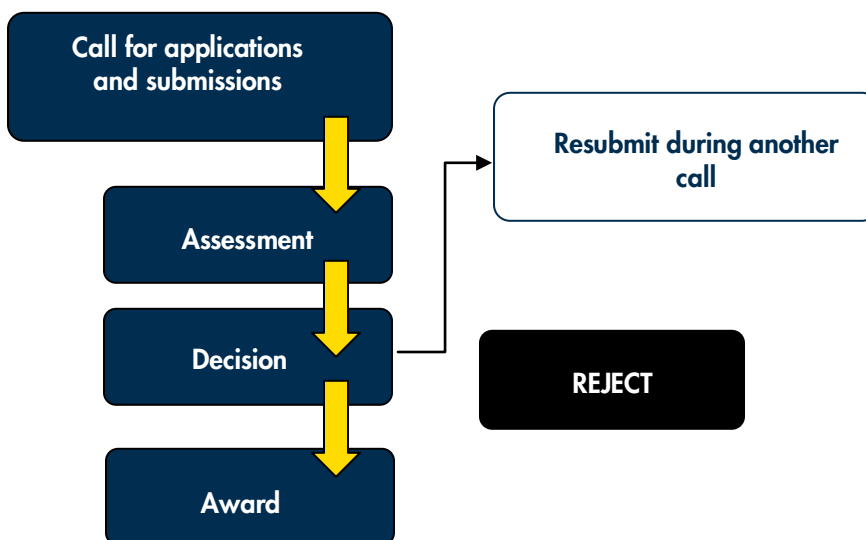 Call for applications
and submissions
Resubmit during another
call
Assessment
Decision
REJECT
Award